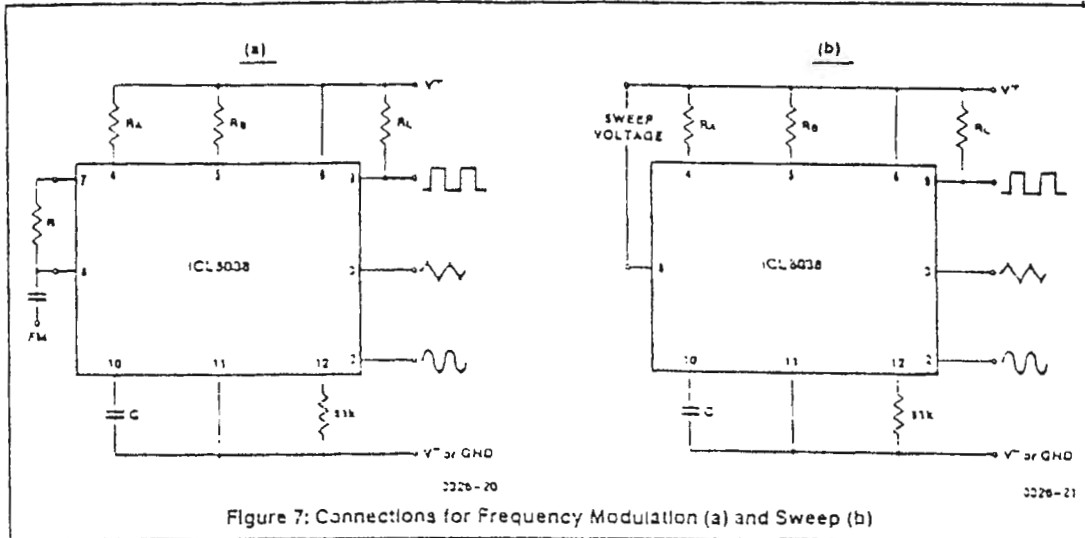 (a)
V+
RA
RB
RL
4
5
6
7
9
R
8
ICL8038
3
FM
2
10
11
12
C
81k
V- or GND
0326-20
(b)
V+
SWEEP
VOLTAGE
RA
RB
RL
4
5
6
9
8
ICL8038
3
2
10
11
12
C
81k
V- or GND
0326-21
Figure 7: Connections for Frequency Modulation (a) and Sweep (b)